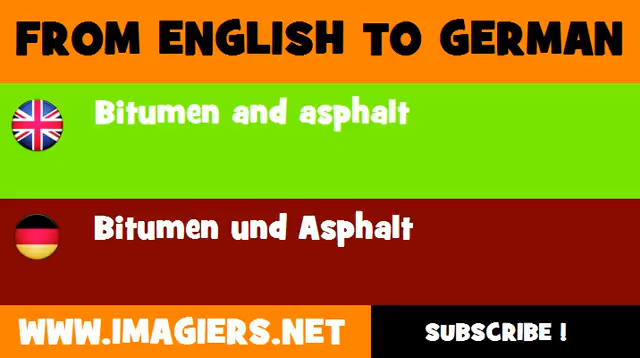 FROM ENGLISH TO GERMAN
Bitumen and asphalt
Bitumen und Asphalt
WWW.IMAGIERS.NET
SUBSCRIBE !